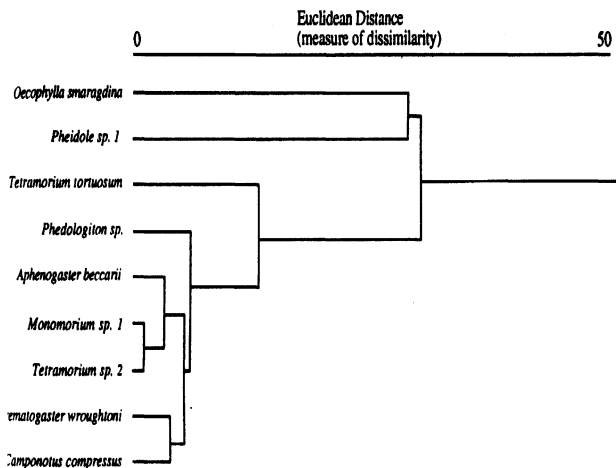 Euclidean Distance
(measure of dissimilarity)
0 50
Oecophylla smaragdina
Pheidole sp. 1
Tetramorium tortuosum
Phedologiton sp.
Aphenogaster beccarii
Monomorium sp. 1
Tetramorium sp. 2
rematogaster wroughtoni
Camponotus compressus